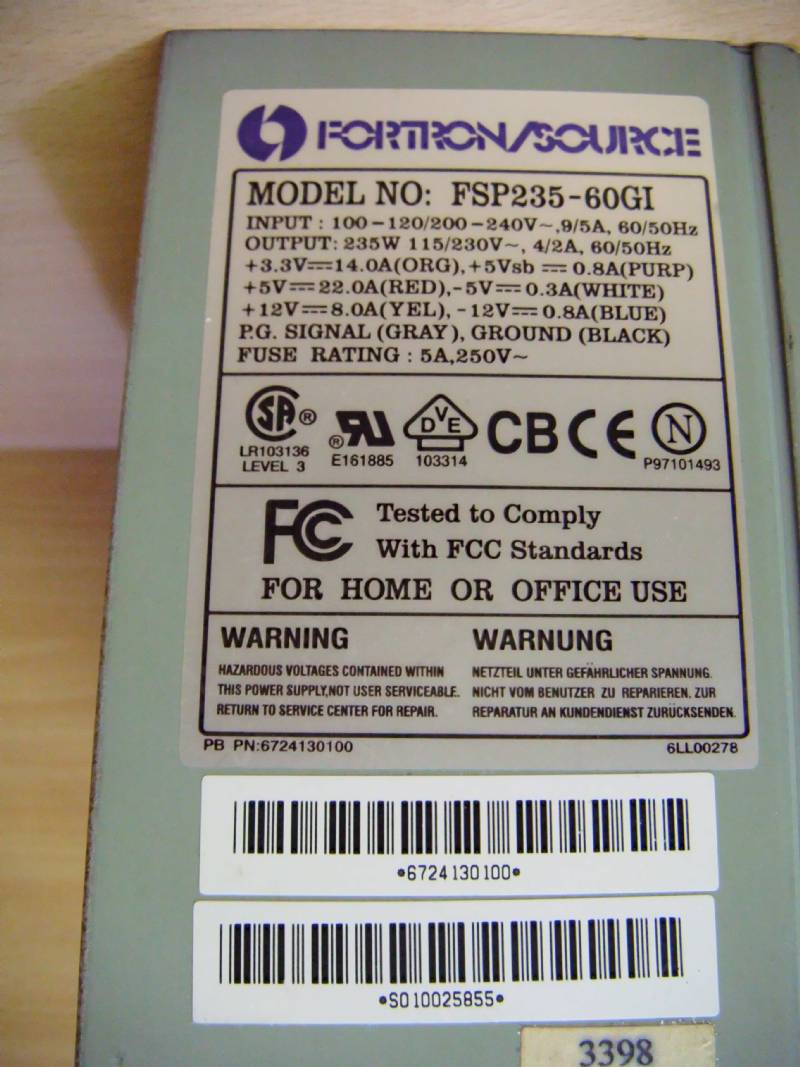 FORTRON/SOURCE
MODEL NO: FSP235-60GI
INPUT : 100-120/200-240V~,9/5A, 60/50Hz
OUTPUT: 235W 115/230V~, 4/2A, 60/50Hz
+3.3V⎓14.0A(ORG),+5Vsb ⎓ 0.8A(PURP)
+5V⎓22.0A(RED),-5V⎓0.3A(WHITE)
+12V⎓8.0A(YEL),-12V⎓0.8A(BLUE)
P.G. SIGNAL (GRAY), GROUND (BLACK)
FUSE RATING : 5A,250V~
SA ® ® RU DVE CB CE N
LR103136 E161885 103314 P97101493
LEVEL 3
FC Tested to Comply
With FCC Standards
FOR HOME OR OFFICE USE
WARNING
HAZARDOUS VOLTAGES CONTAINED WITHIN
THIS POWER SUPPLY,NOT USER SERVICEABLE.
RETURN TO SERVICE CENTER FOR REPAIR.
WARNUNG
NETZTEIL UNTER GEFÄHRLICHER SPANNUNG.
NICHT VOM BENUTZER ZU REPARIEREN. ZUR
REPARATUR AN KUNDENDIENST ZURÜCKSENDEN.
PB PN:6724130100 6LL00278
*6724130100*
*S010025855*
3398